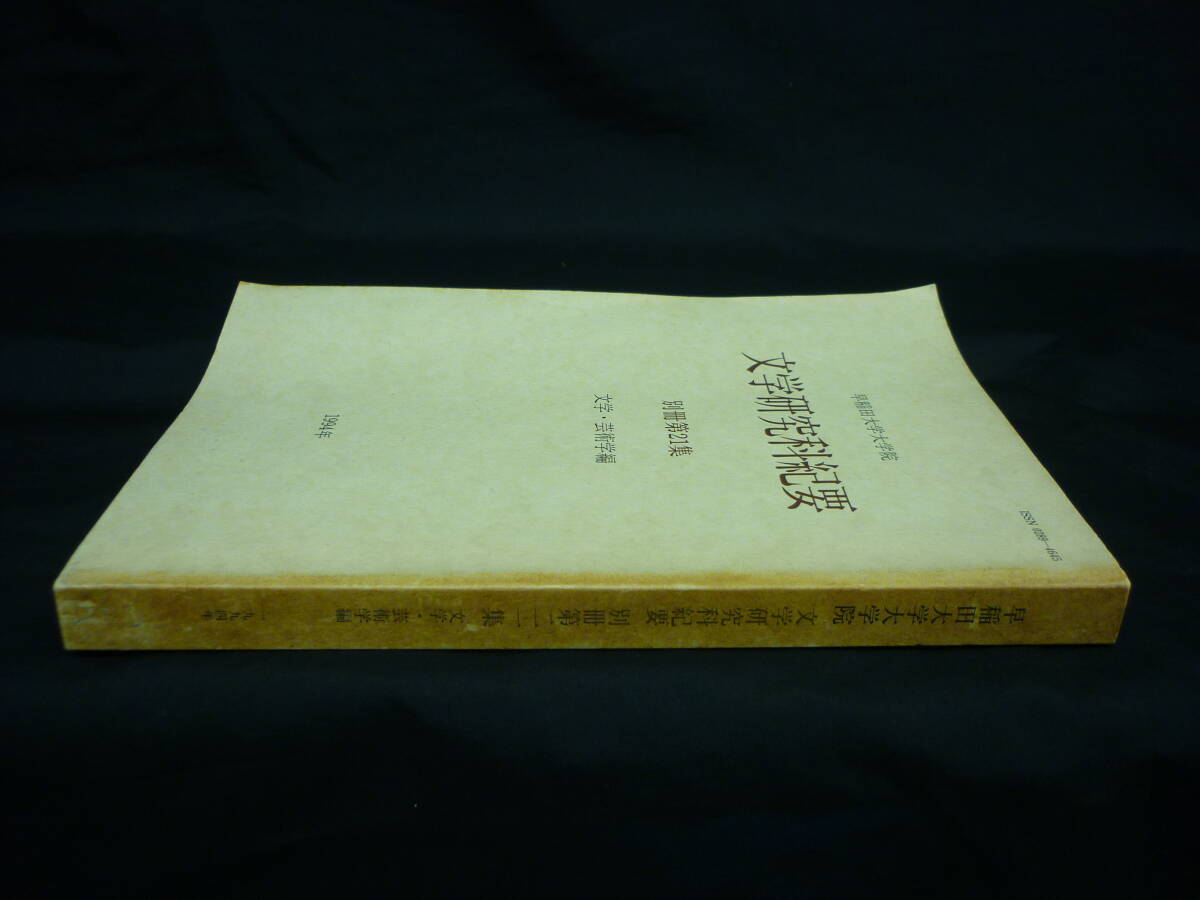 ISSN 0389-4645
早稲田大学大学院
文学研究科紀要
別冊第21集
文学・芸術学編
1994年
早稲田大学大学院 文学研究科紀要 別冊第二一集 文学・芸術学編 一九九四年